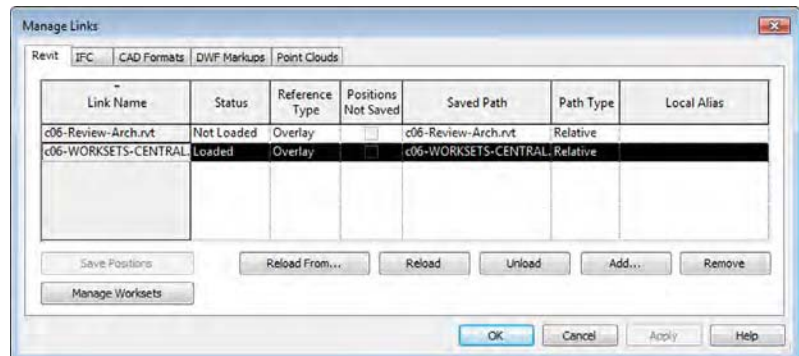 Manage Links
Revit IFC CAD Formats DWF Markups Point Clouds
Link Name Status Reference Type Positions Not Saved Saved Path Path Type Local Alias
c06-Review-Arch.rvt Not Loaded Overlay c06-Review-Arch.rvt Relative
c06-WORKSETS-CENTRAL. Loaded Overlay c06-WORKSETS-CENTRAL. Relative
Save Positions Reload From... Reload Unload Add... Remove
Manage Worksets
OK Cancel Apply Help